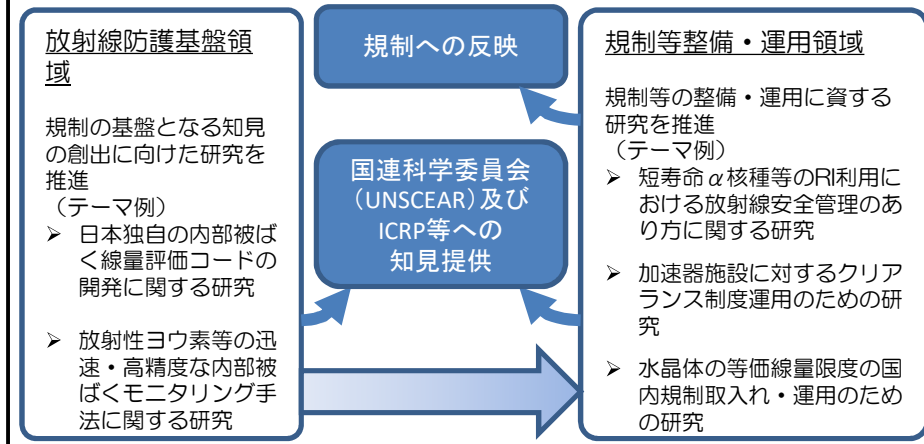 放射線防護基盤領
域
規制の基盤となる知見
の創出に向けた研究を
推進
（テーマ例）
➢ 日本独自の内部被ば
く線量評価コードの
開発に関する研究
➢ 放射性ヨウ素等の迅
速・高精度な内部被
ばくモニタリング手
法に関する研究
規制への反映
国連科学委員会
（UNSCEAR）及び
ICRP等への
知見提供
規制等整備・運用領域
規制等の整備・運用に資する
研究を推進
（テーマ例）
➢ 短寿命α核種等のRI利用に
おける放射線安全管理のあ
り方に関する研究
➢ 加速器施設に対するクリア
ランス制度運用のための研
究
➢ 水晶体の等価線量限度の国
内規制取入れ・運用のため
の研究